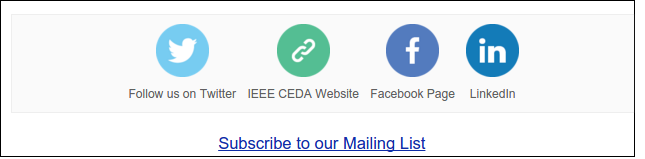 Follow us on Twitter IEEE CEDA Website Facebook Page LinkedIn
Subscribe to our Mailing List